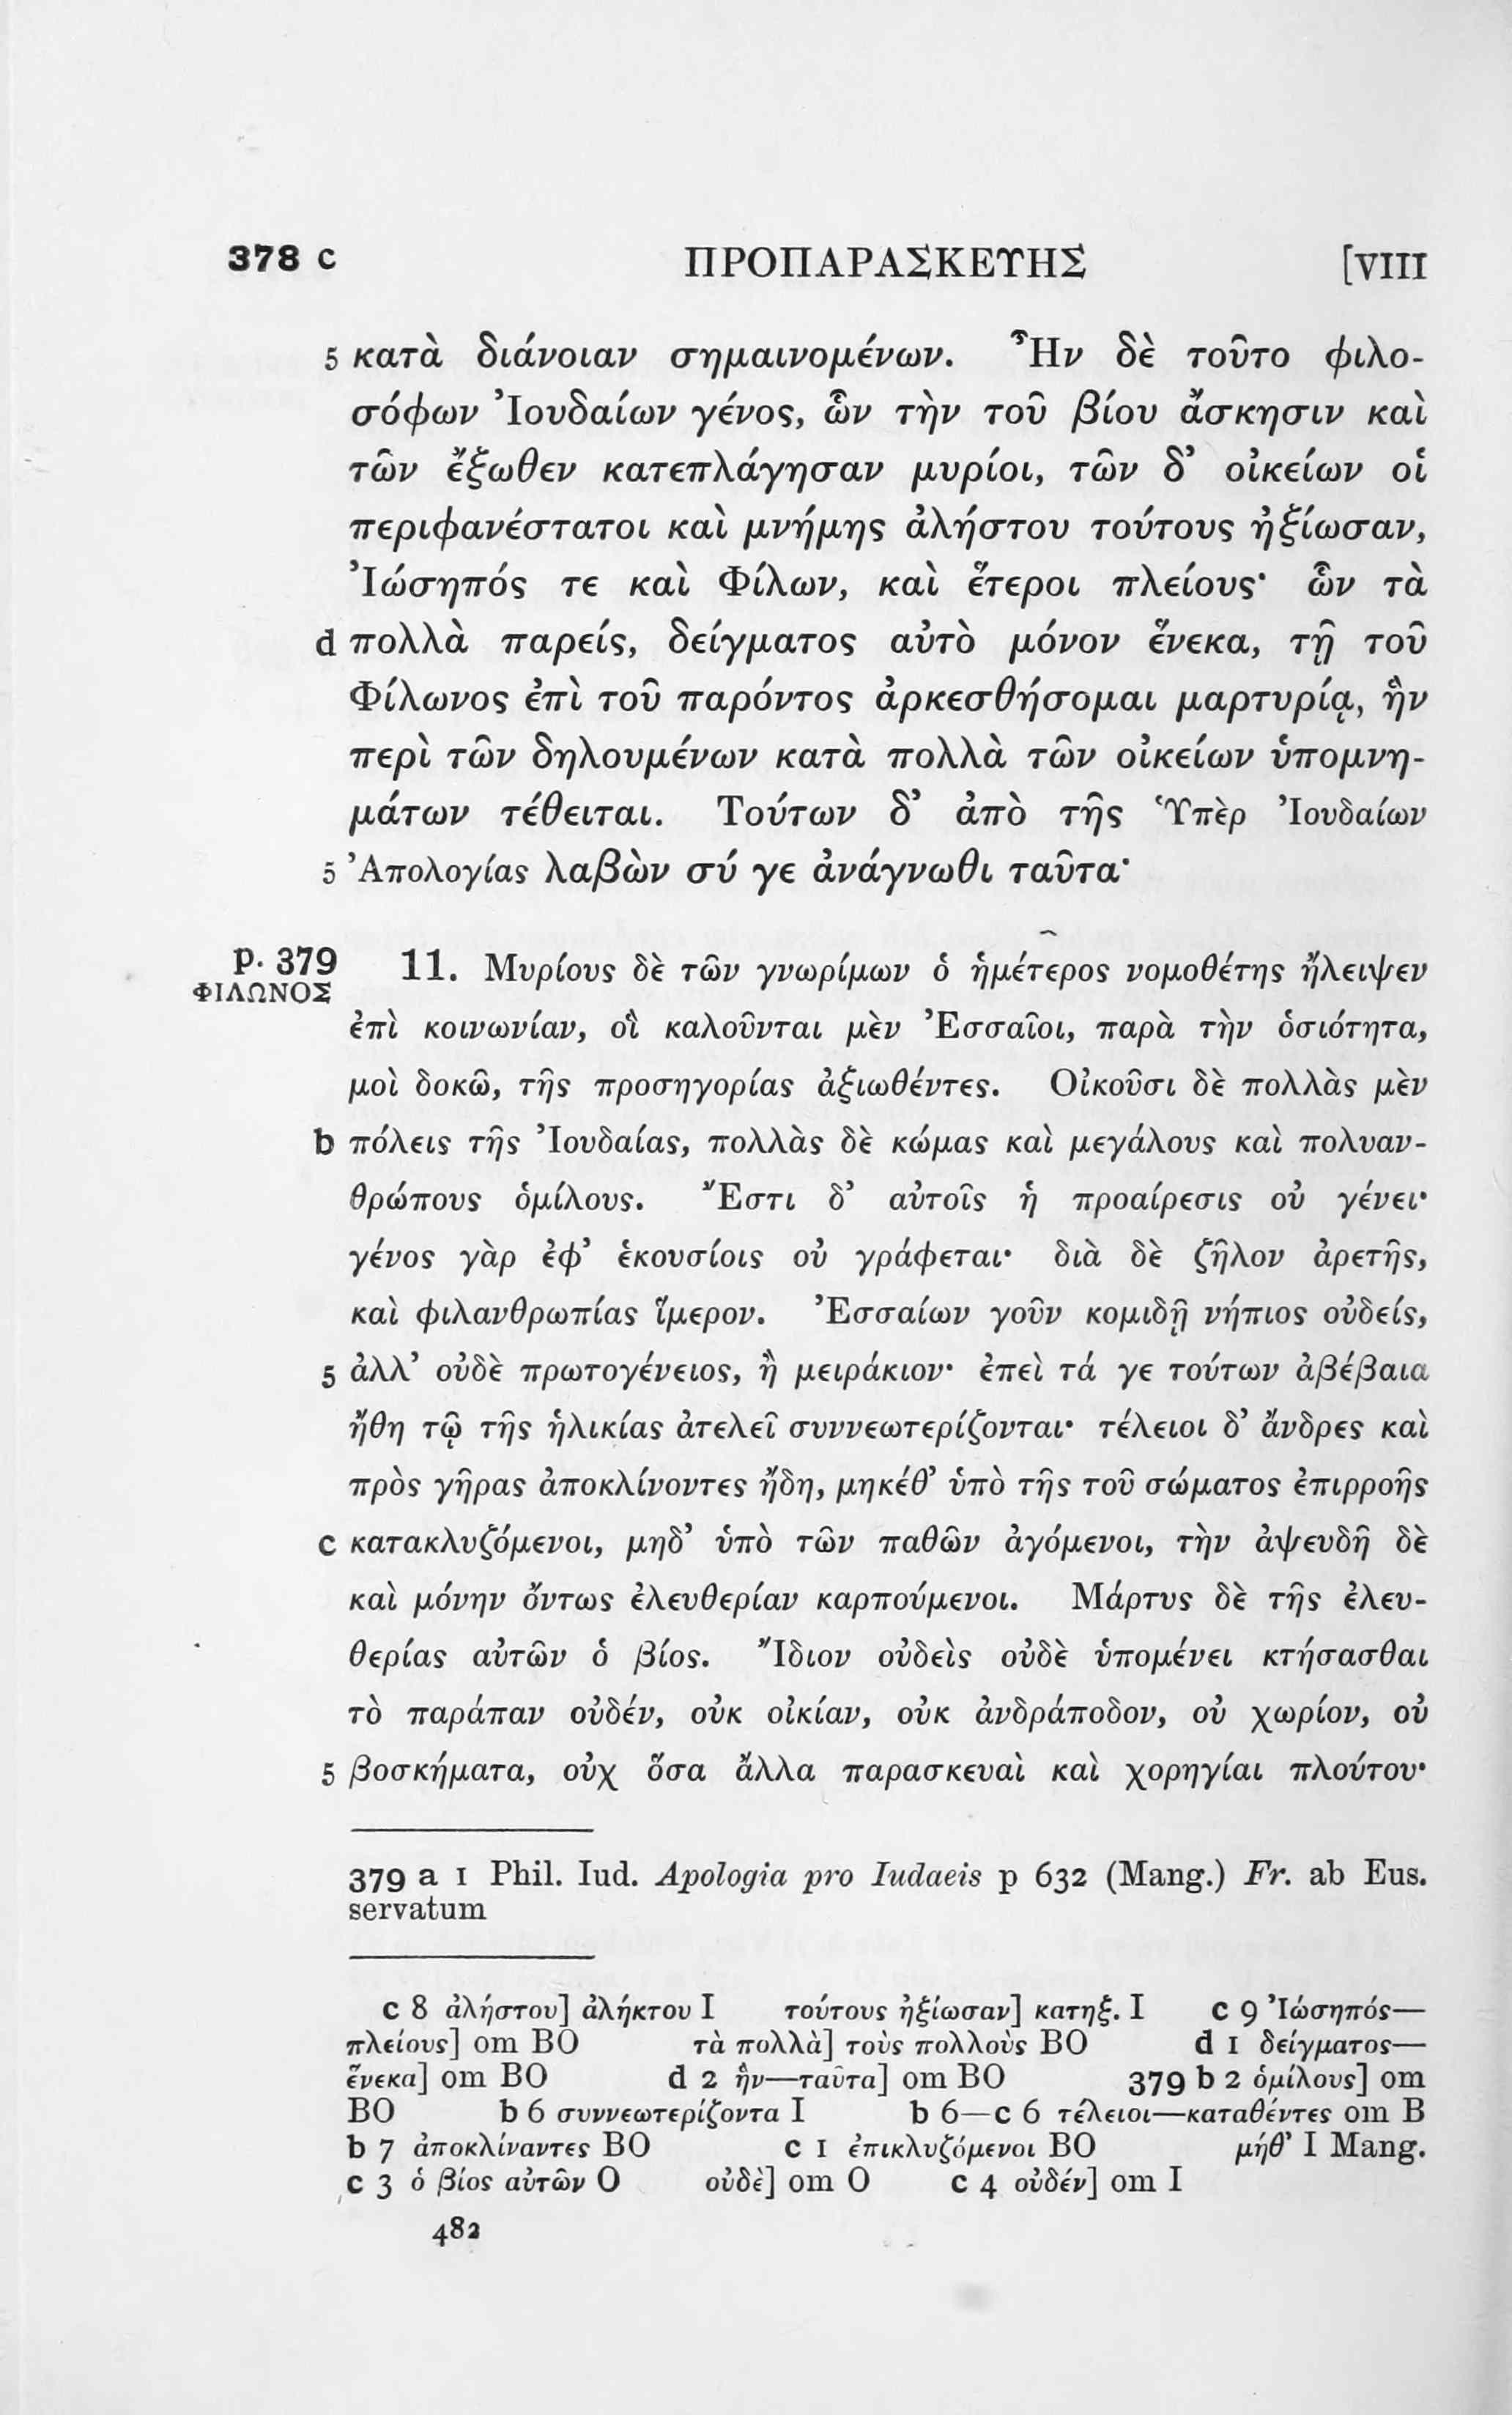 378 c ΠΡΟΠΑΡΑΣΚΕΥΗΣ [VIII
5 κατὰ διάνοιαν σημαινομένων. Ἦν δὲ τοῦτο φιλο-
σόφων Ἰουδαίων γένος, ὧν τὴν τοῦ βίου ἄσκησιν καὶ
τῶν ἔξωθεν κατεπλάγησαν μυρίοι, τῶν δ’ οἰκείων οἱ
περιφανέστατοι καὶ μνήμης ἀλήστου τούτους ἠξίωσαν,
Ἰώσηπός τε καὶ Φίλων, καὶ ἕτεροι πλείους· ὧν τὰ
d πολλὰ παρείς, δείγματος αὐτὸ μόνον ἕνεκα, τῇ τοῦ
Φίλωνος ἐπὶ τοῦ παρόντος ἀρκεσθήσομαι μαρτυρίᾳ, ἣν
περὶ τῶν δηλουμένων κατὰ πολλὰ τῶν οἰκείων ὑπομνη-
μάτων τέθειται. Τούτων δ’ ἀπὸ τῆς Ὑπὲρ Ἰουδαίων
5 Ἀπολογίας λαβὼν σύ γε ἀνάγνωθι ταῦτα·
p. 379 11. Μυρίους δὲ τῶν γνωρίμων ὁ ἡμέτερος νομοθέτης ἤλειψεν
ΦΙΛΩΝΟΣ
ἐπὶ κοινωνίαν, οἳ καλοῦνται μὲν Ἐσσαῖοι, παρὰ τὴν ὁσιότητα,
μοὶ δοκῶ, τῆς προσηγορίας ἀξιωθέντες. Οἰκοῦσι δὲ πολλὰς μὲν
b πόλεις τῆς Ἰουδαίας, πολλὰς δὲ κώμας καὶ μεγάλους καὶ πολυαν-
θρώπους ὁμίλους. Ἔστι δ’ αὐτοῖς ἡ προαίρεσις οὐ γένει·
γένος γὰρ ἐφ’ ἑκουσίοις οὐ γράφεται· διὰ δὲ ζῆλον ἀρετῆς,
καὶ φιλανθρωπίας ἵμερον. Ἐσσαίων γοῦν κομιδῇ νήπιος οὐδείς,
5 ἀλλ’ οὐδὲ πρωτογένειος, ἢ μειράκιον· ἐπεὶ τά γε τούτων ἀβέβαια
ἤθη τῷ τῆς ἡλικίας ἀτελεῖ συννεωτερίζονται· τέλειοι δ’ ἄνδρες καὶ
πρὸς γῆρας ἀποκλίνοντες ἤδη, μηκέθ’ ὑπὸ τῆς τοῦ σώματος ἐπιρροῆς
c κατακλυζόμενοι, μηδ’ ὑπὸ τῶν παθῶν ἀγόμενοι, τὴν ἀψευδῆ δὲ
καὶ μόνην ὄντως ἐλευθερίαν καρπούμενοι. Μάρτυς δὲ τῆς ἐλευ-
θερίας αὐτῶν ὁ βίος. Ἴδιον οὐδεὶς οὐδὲ ὑπομένει κτήσασθαι
τὸ παράπαν οὐδέν, οὐκ οἰκίαν, οὐκ ἀνδράποδον, οὐ χωρίον, οὐ
5 βοσκήματα, οὐχ ὅσα ἄλλα παρασκευαὶ καὶ χορηγίαι πλούτου·
379 a 1 Phil. Iud. Apologia pro Iudaeis p 632 (Mang.) Fr. ab Eus.
servatum
c 8 ἀλήστου] ἀλήκτου I τούτους ἠξίωσαν] κατηξ. I c 9 Ἰώσηπός—
πλείους] om BO τὰ πολλὰ] τοὺς πολλοὺς BO d 1 δείγματος—
ἕνεκα] om BO d 2 ἣν—ταῦτα] om BO 379 b 2 ὁμίλους] om
BO b 6 συννεωτερίζοντα I b 6—c 6 τέλειοι—καταθέντες om B
b 7 ἀποκλίναντες BO c 1 ἐπικλυζόμενοι BO μήθ’ I Mang.
c 3 ὁ βίος αὐτῶν O οὐδὲ] om O c 4 οὐδέν] om I
482